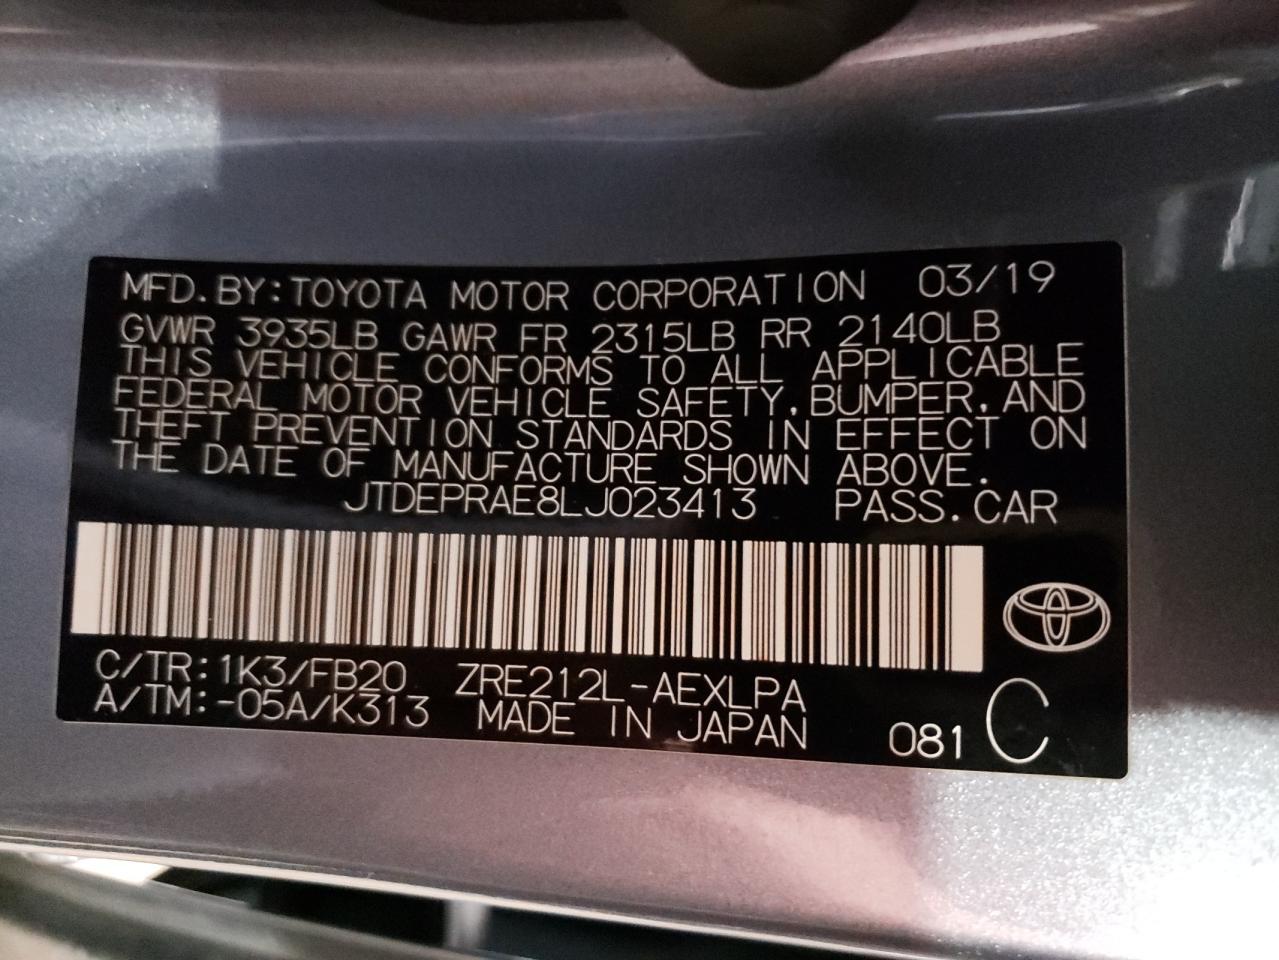 MFD.BY:TOYOTA MOTOR CORPORATION 03/19
GVWR 3935LB GAWR FR 2315LB RR 2140LB
THIS VEHICLE CONFORMS TO ALL APPLICABLE
FEDERAL MOTOR VEHICLE SAFETY,BUMPER,AND
THEFT PREVENTION STANDARDS IN EFFECT ON
THE DATE OF MANUFACTURE SHOWN ABOVE.
JTDEPRAE8LJ023413 PASS.CAR
C/TR:1K3/FB20 ZRE212L-AEXLPA
A/TM:-05A/K313 MADE IN JAPAN 081 C